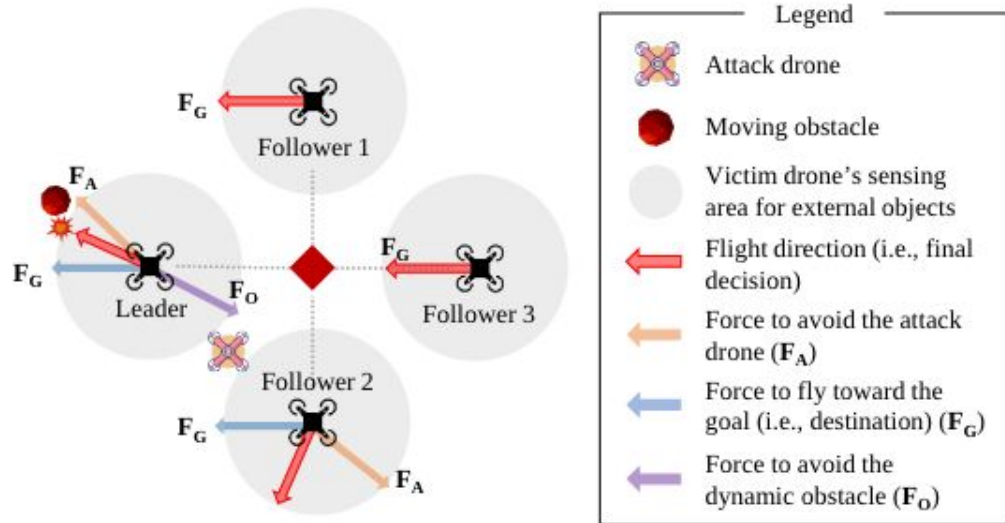 F_G
Follower 1
F_A
F_G
Leader
F_O
F_G
Follower 3
Follower 2
F_G
F_A
Legend
Attack drone
Moving obstacle
Victim drone's sensing
area for external objects
Flight direction (i.e., final
decision)
Force to avoid the attack
drone (F_A)
Force to fly toward the
goal (i.e., destination) (F_G)
Force to avoid the
dynamic obstacle (F_O)